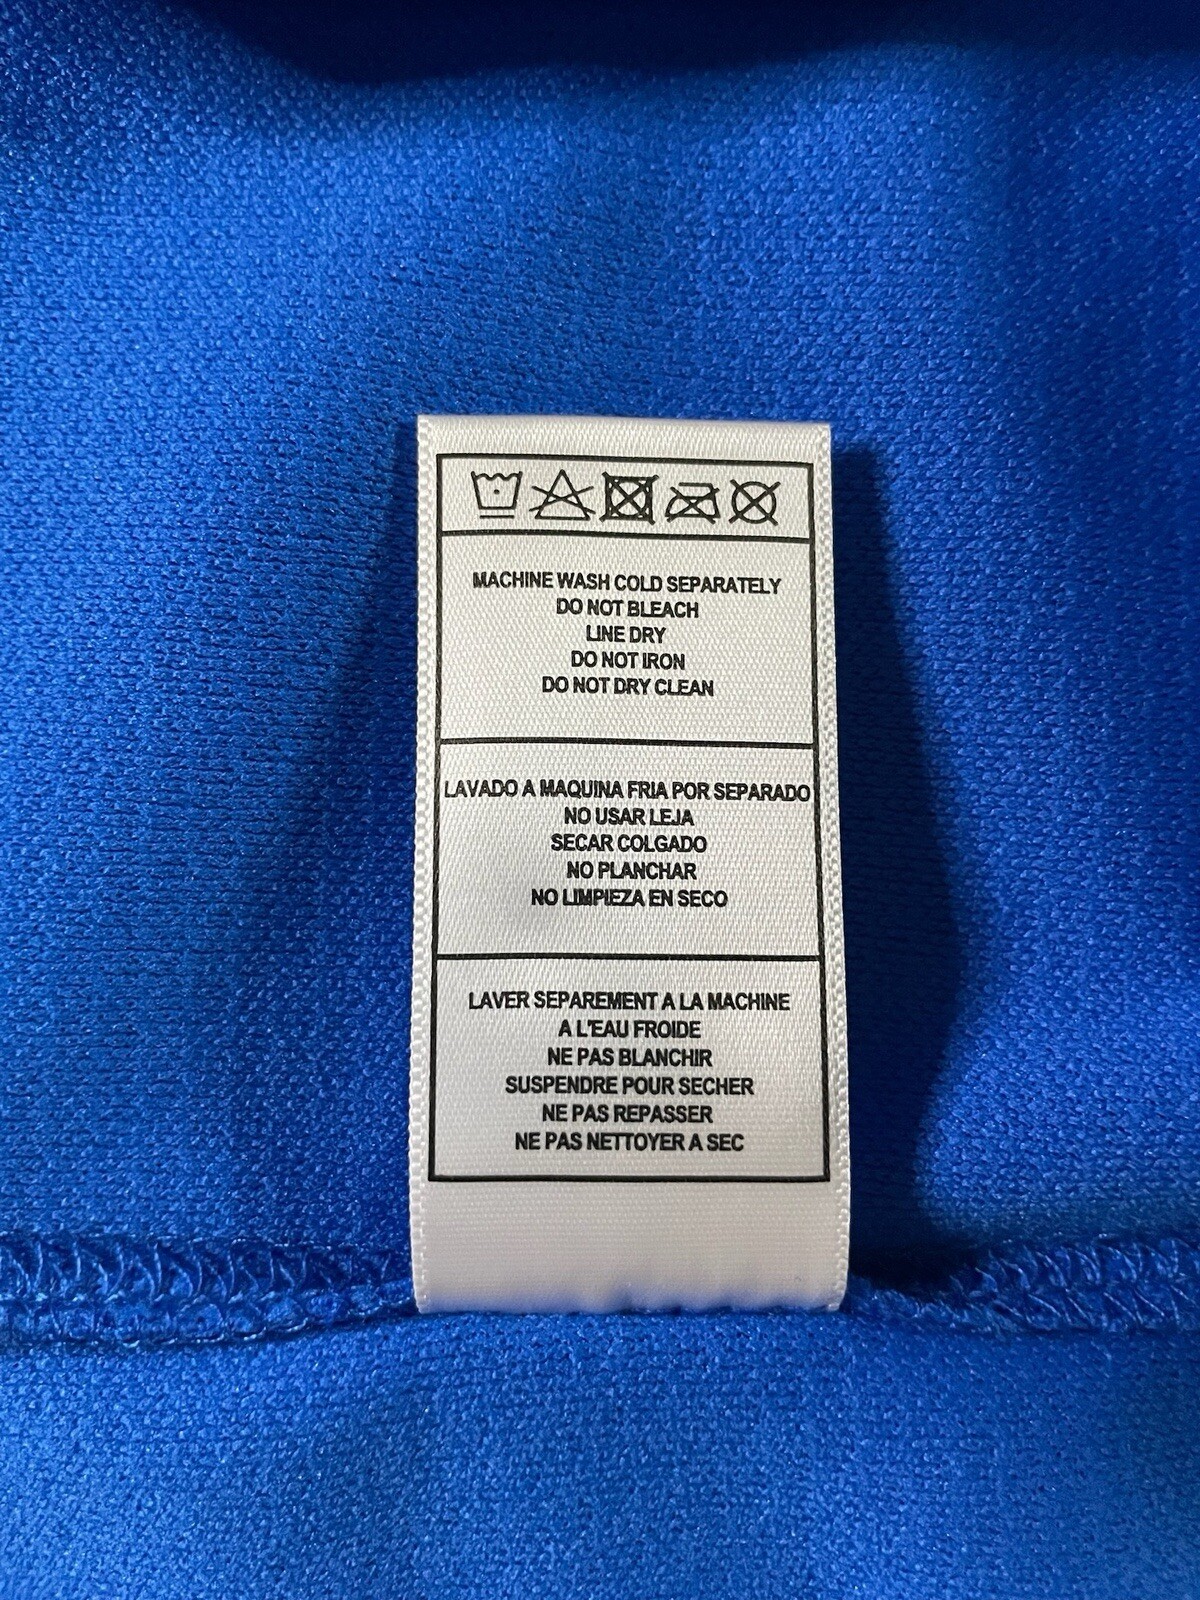 MACHINE WASH COLD SEPARATELY
DO NOT BLEACH
LINE DRY
DO NOT IRON
DO NOT DRY CLEAN
LAVADO A MAQUINA FRIA POR SEPARADO
NO USAR LEJA
SECAR COLGADO
NO PLANCHAR
NO LIMPIEZA EN SECO
LAVER SEPAREMENT A LA MACHINE
A L'EAU FROIDE
NE PAS BLANCHIR
SUSPENDRE POUR SECHER
NE PAS REPASSER
NE PAS NETTOYER A SEC